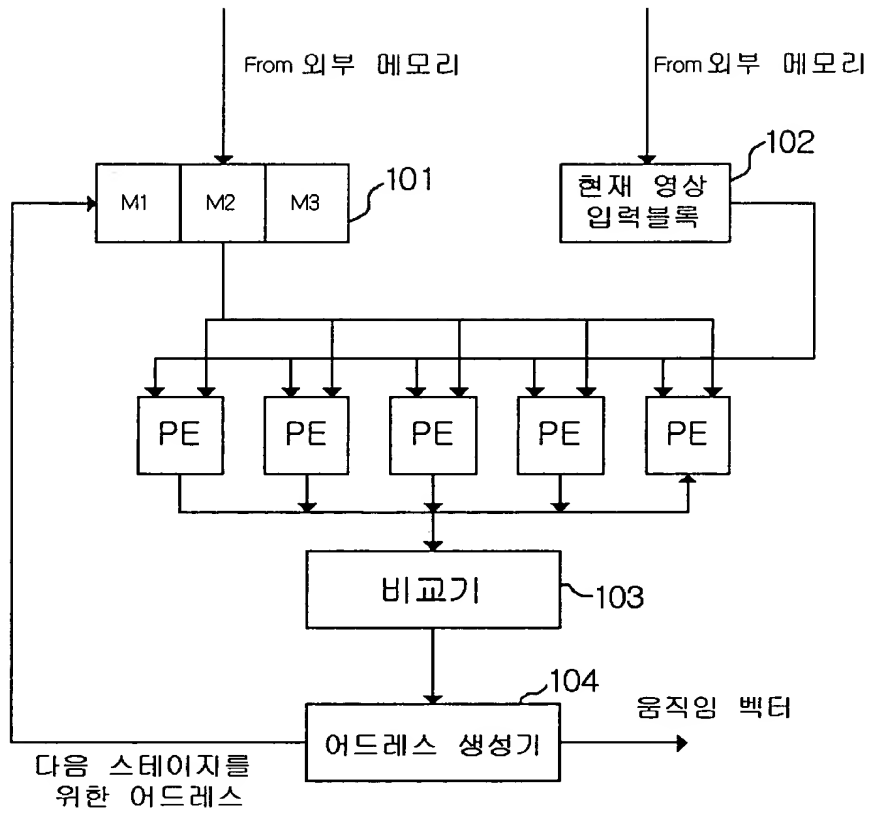 From 외부 메모리
From 외부 메모리
M1
M2
M3
101
현재 영상
입력블록
102
PE
PE
PE
PE
PE
비교기
103
104
어드레스 생성기
움직임 벡터
다음 스테이지를
위한 어드레스